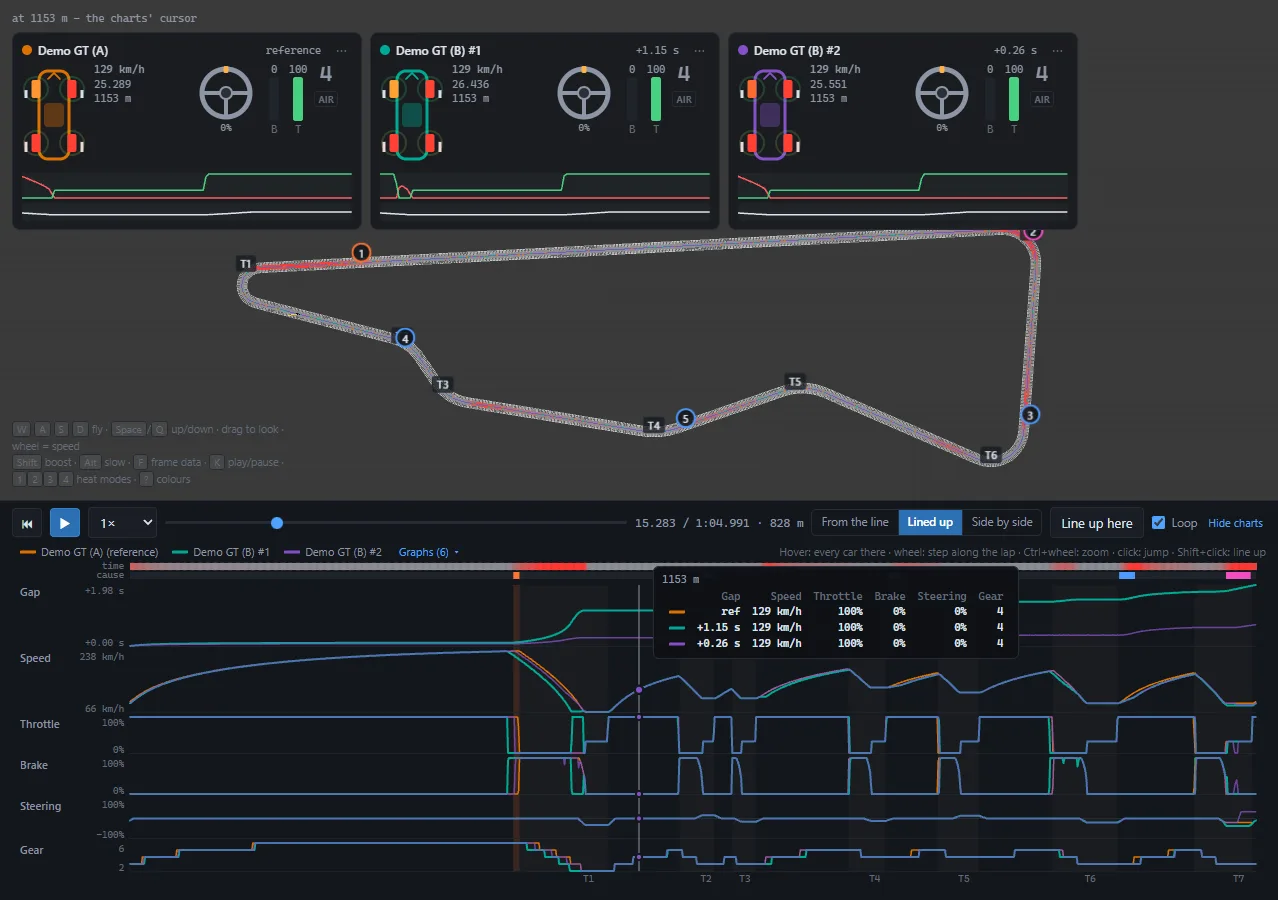 at 1153 m – the charts' cursor
Demo GT (A) reference ···
129 km/h
25.289
1153 m
0 100 4
AIR
0% B T
Demo GT (B) #1 +1.15 s ···
129 km/h
26.436
1153 m
0 100 4
AIR
0% B T
Demo GT (B) #2 +0.26 s ···
129 km/h
25.551
1153 m
0 100 4
AIR
0% B T
2
T1 1
4
T3
T5
T4 5
3
T6
W A S D fly · Space / Q up/down · drag to look ·
wheel = speed
Shift boost · Alt slow · F frame data · K play/pause ·
1 2 3 4 heat modes · ? colours
1× 15.283 / 1:04.991 · 828 m From the line Lined up Side by side Line up here Loop Hide charts
Demo GT (A) (reference) Demo GT (B) #1 Demo GT (B) #2 Graphs (6) Hover: every car there · wheel: step along the lap · Ctrl+wheel: zoom · click: jump · Shift+click: line up
time
cause
1153 m
Gap Speed Throttle Brake Steering Gear
ref 129 km/h 100% 0% 0% 4
+1.15 s 129 km/h 100% 0% 0% 4
+0.26 s 129 km/h 100% 0% 0% 4
Gap +1.98 s
+0.00 s
Speed 238 km/h
66 km/h
Throttle 100%
0%
Brake 100%
0%
Steering 100%
−100%
Gear 6
2
T1 T2 T3 T4 T5 T6 T7